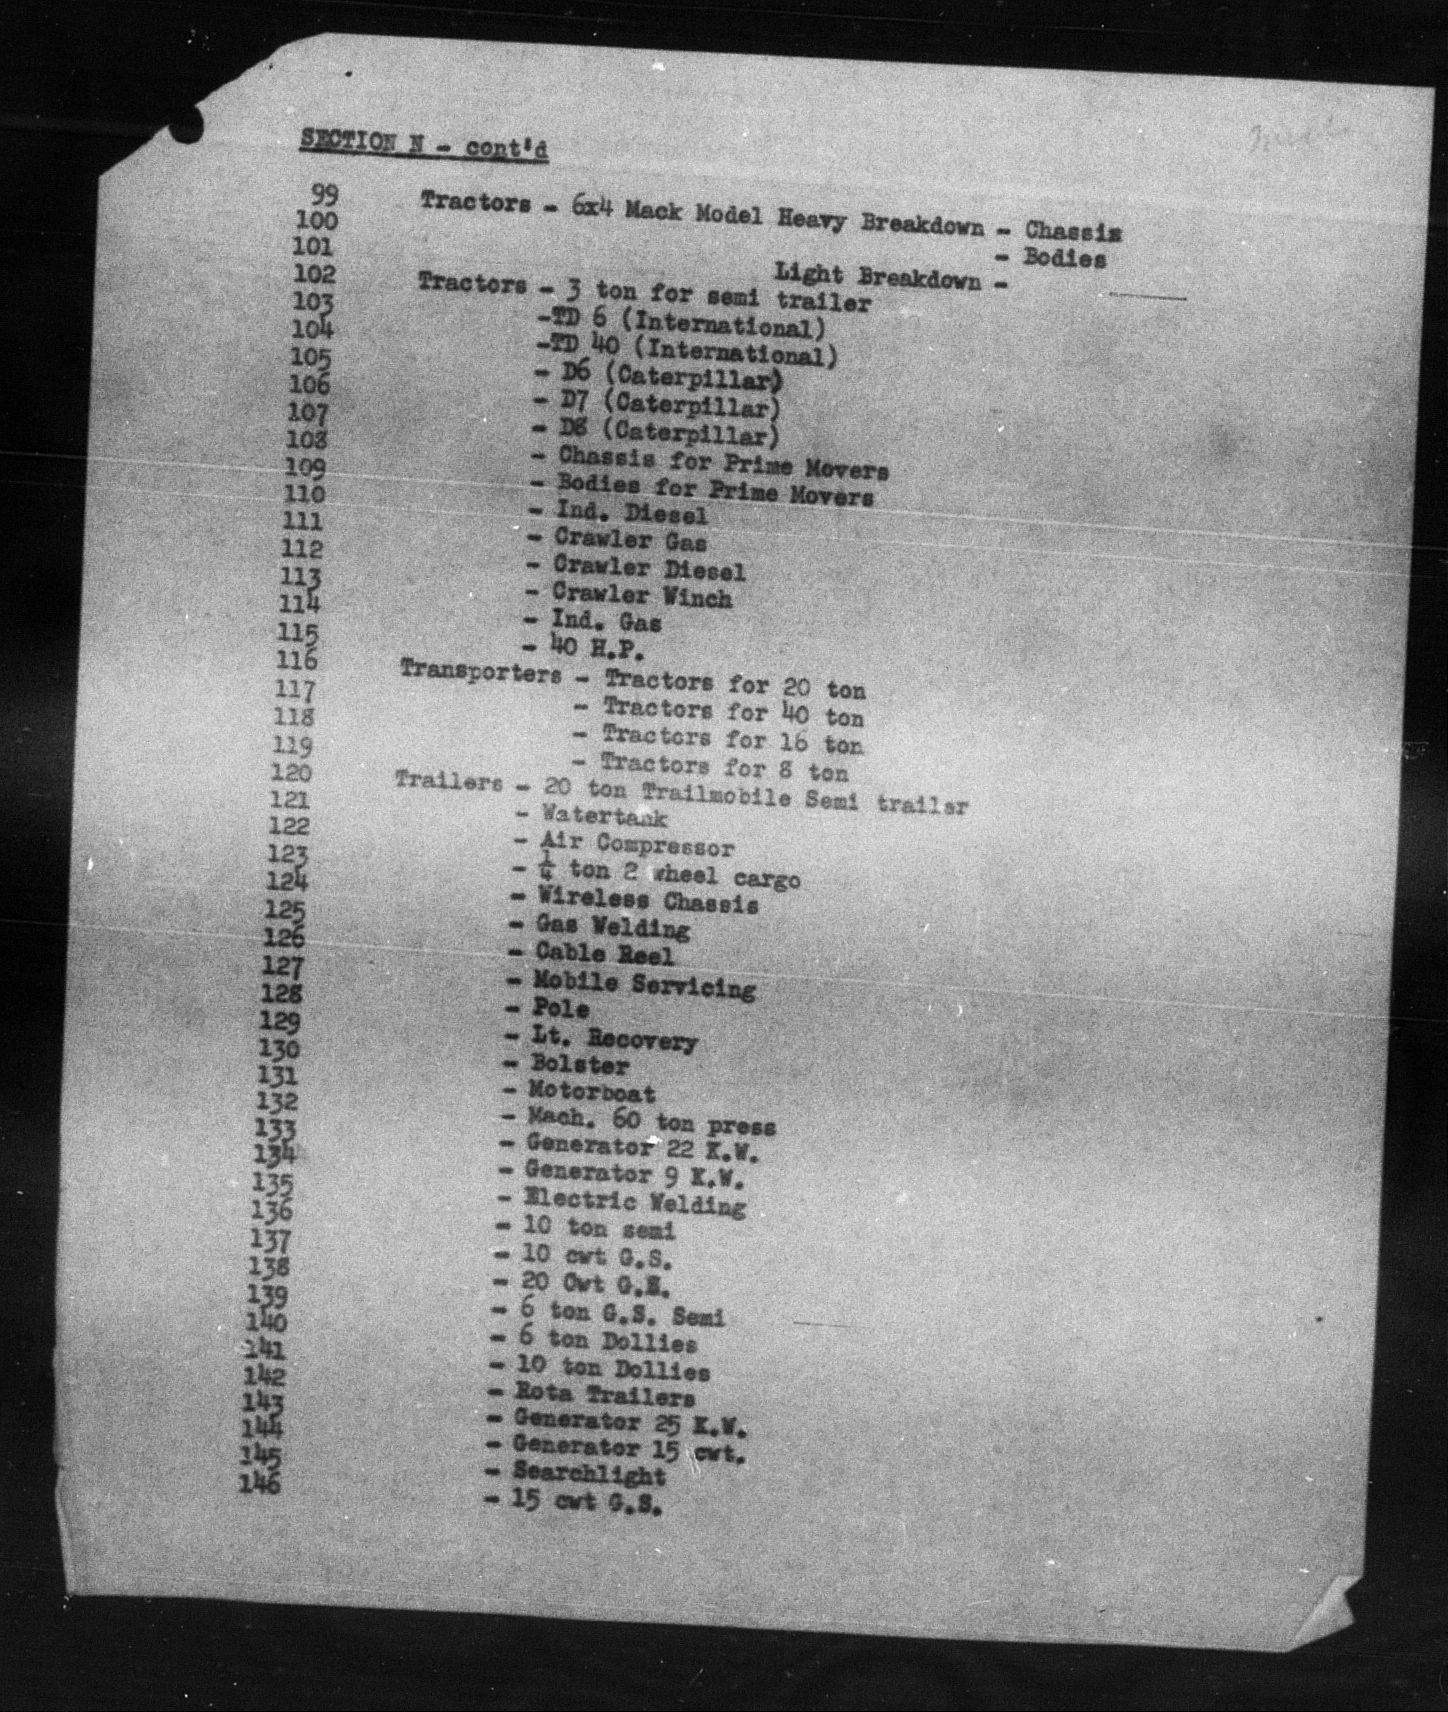 SECTION N - cont'd
99 Tractors - 6x4 Mack Model Heavy Breakdown - Chassis
100 - Bodies
101 Light Breakdown -
102 Tractors - 3 ton for semi trailer
103 -TD 6 (International)
104 -TD 40 (International)
105 - D6 (Caterpillar)
106 - D7 (Caterpillar)
107 - D8 (Caterpillar)
108 - Chassis for Prime Movers
109 - Bodies for Prime Movers
110 - Ind. Diesel
111 - Crawler Gas
112 - Crawler Diesel
113 - Crawler Winch
114 - Ind. Gas
115 - 40 H.P.
116 Transporters - Tractors for 20 ton
117 - Tractors for 40 ton
118 - Tractors for 16 ton
119 - Tractors for 8 ton
120 Trailers - 20 ton Trailmobile Semi trailer
121 - Watertank
122 - Air Compressor
123 - ¼ ton 2 wheel cargo
124 - Wireless Chassis
125 - Gas Welding
126 - Cable Reel
127 - Mobile Servicing
128 - Pole
129 - Lt. Recovery
130 - Bolster
131 - Motorboat
132 - Mach. 60 ton press
133 - Generator 22 K.W.
134 - Generator 9 K.W.
135 - Electric Welding
136 - 10 ton semi
137 - 10 cwt G.S.
138 - 20 Cwt G.S.
139 - 6 ton G.S. Semi
140 - 6 ton Dollies
141 - 10 ton Dollies
142 - Rota Trailers
143 - Generator 25 K.W.
144 - Generator 15 cwt.
145 - Searchlight
146 - 15 cwt G.S.